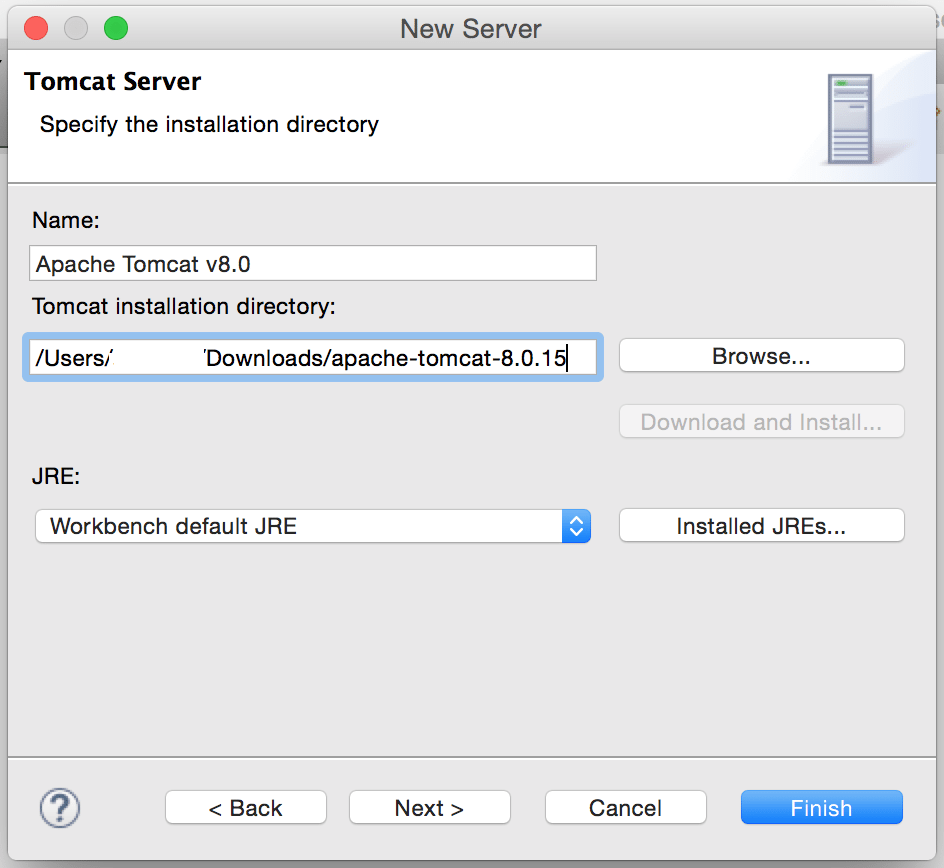 New Server
Tomcat Server
Specify the installation directory
Name:
Apache Tomcat v8.0
Tomcat installation directory:
/Users/ /Downloads/apache-tomcat-8.0.15
Browse...
Download and Install...
JRE:
Workbench default JRE
Installed JREs...
?
< Back
Next >
Cancel
Finish